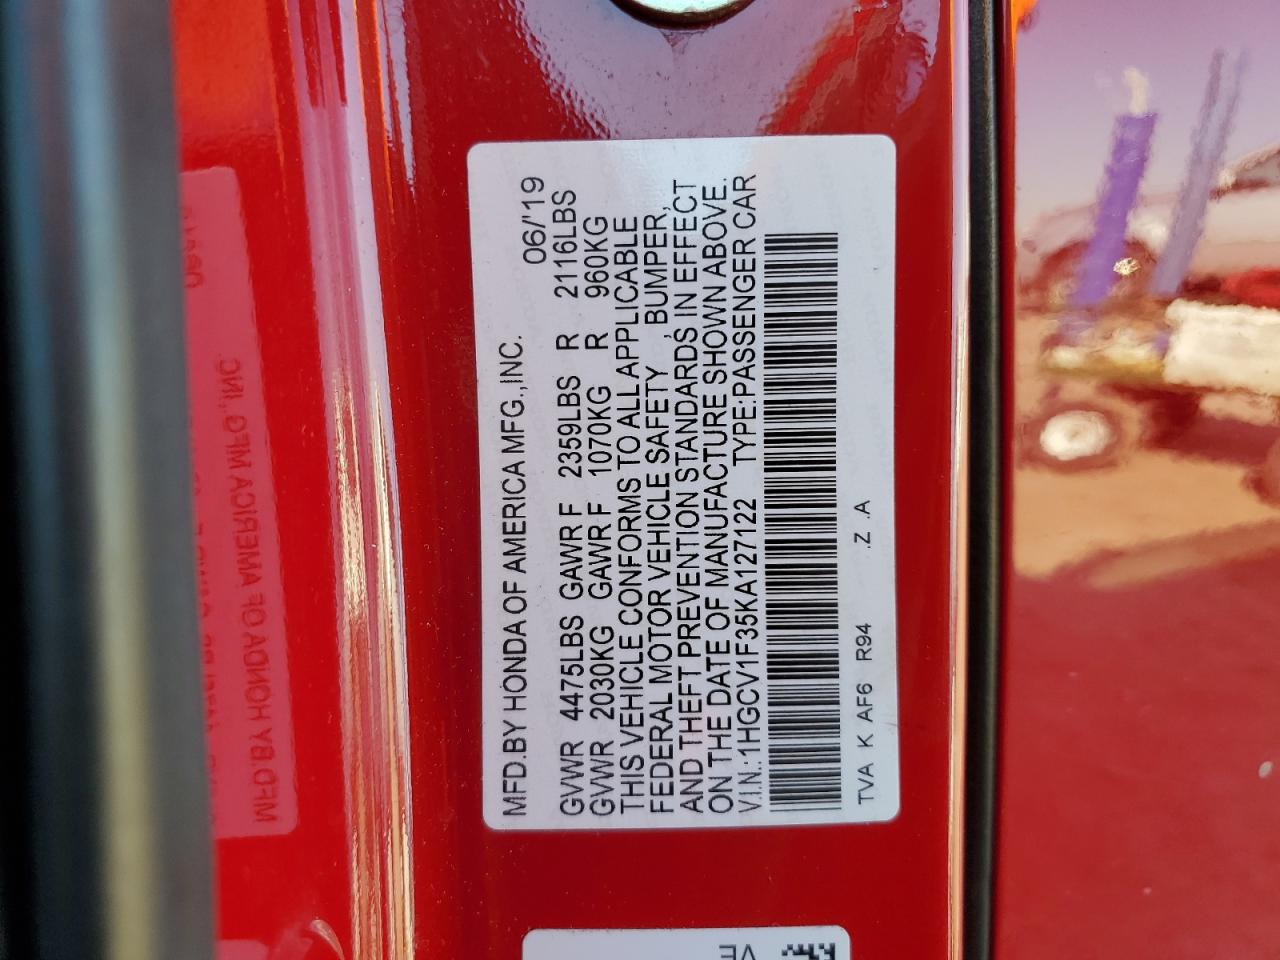 MFD.BY HONDA OF AMERICA MFG.,INC. 06/'19
GVWR 4475LBS GAWR F 2359LBS R 2116LBS
GVWR 2030KG GAWR F 1070KG R 960KG
THIS VEHICLE CONFORMS TO ALL APPLICABLE
FEDERAL MOTOR VEHICLE SAFETY, BUMPER,
AND THEFT PREVENTION STANDARDS IN EFFECT
ON THE DATE OF MANUFACTURE SHOWN ABOVE.
V.I.N.:1HGCV1F35KA127122 TYPE:PASSENGER CAR
TVA K AF6 R94 .Z .A